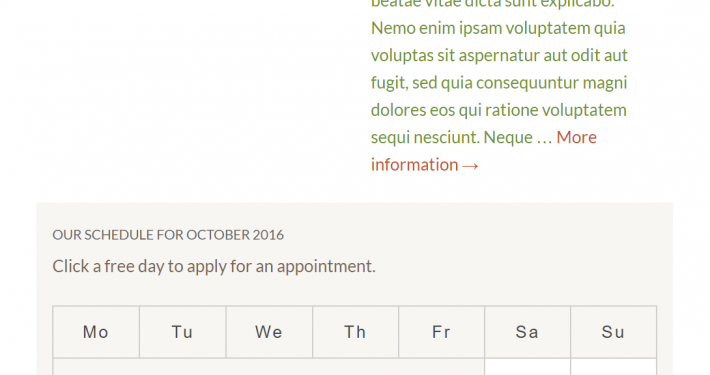 beatae vitae dicta sunt explicabo.
Nemo enim ipsam voluptatem quia
voluptas sit aspernatur aut odit aut
fugit, sed quia consequuntur magni
dolores eos qui ratione voluptatem
sequi nesciunt. Neque … More
information →
OUR SCHEDULE FOR OCTOBER 2016
Click a free day to apply for an appointment.
Mo Tu We Th Fr Sa Su